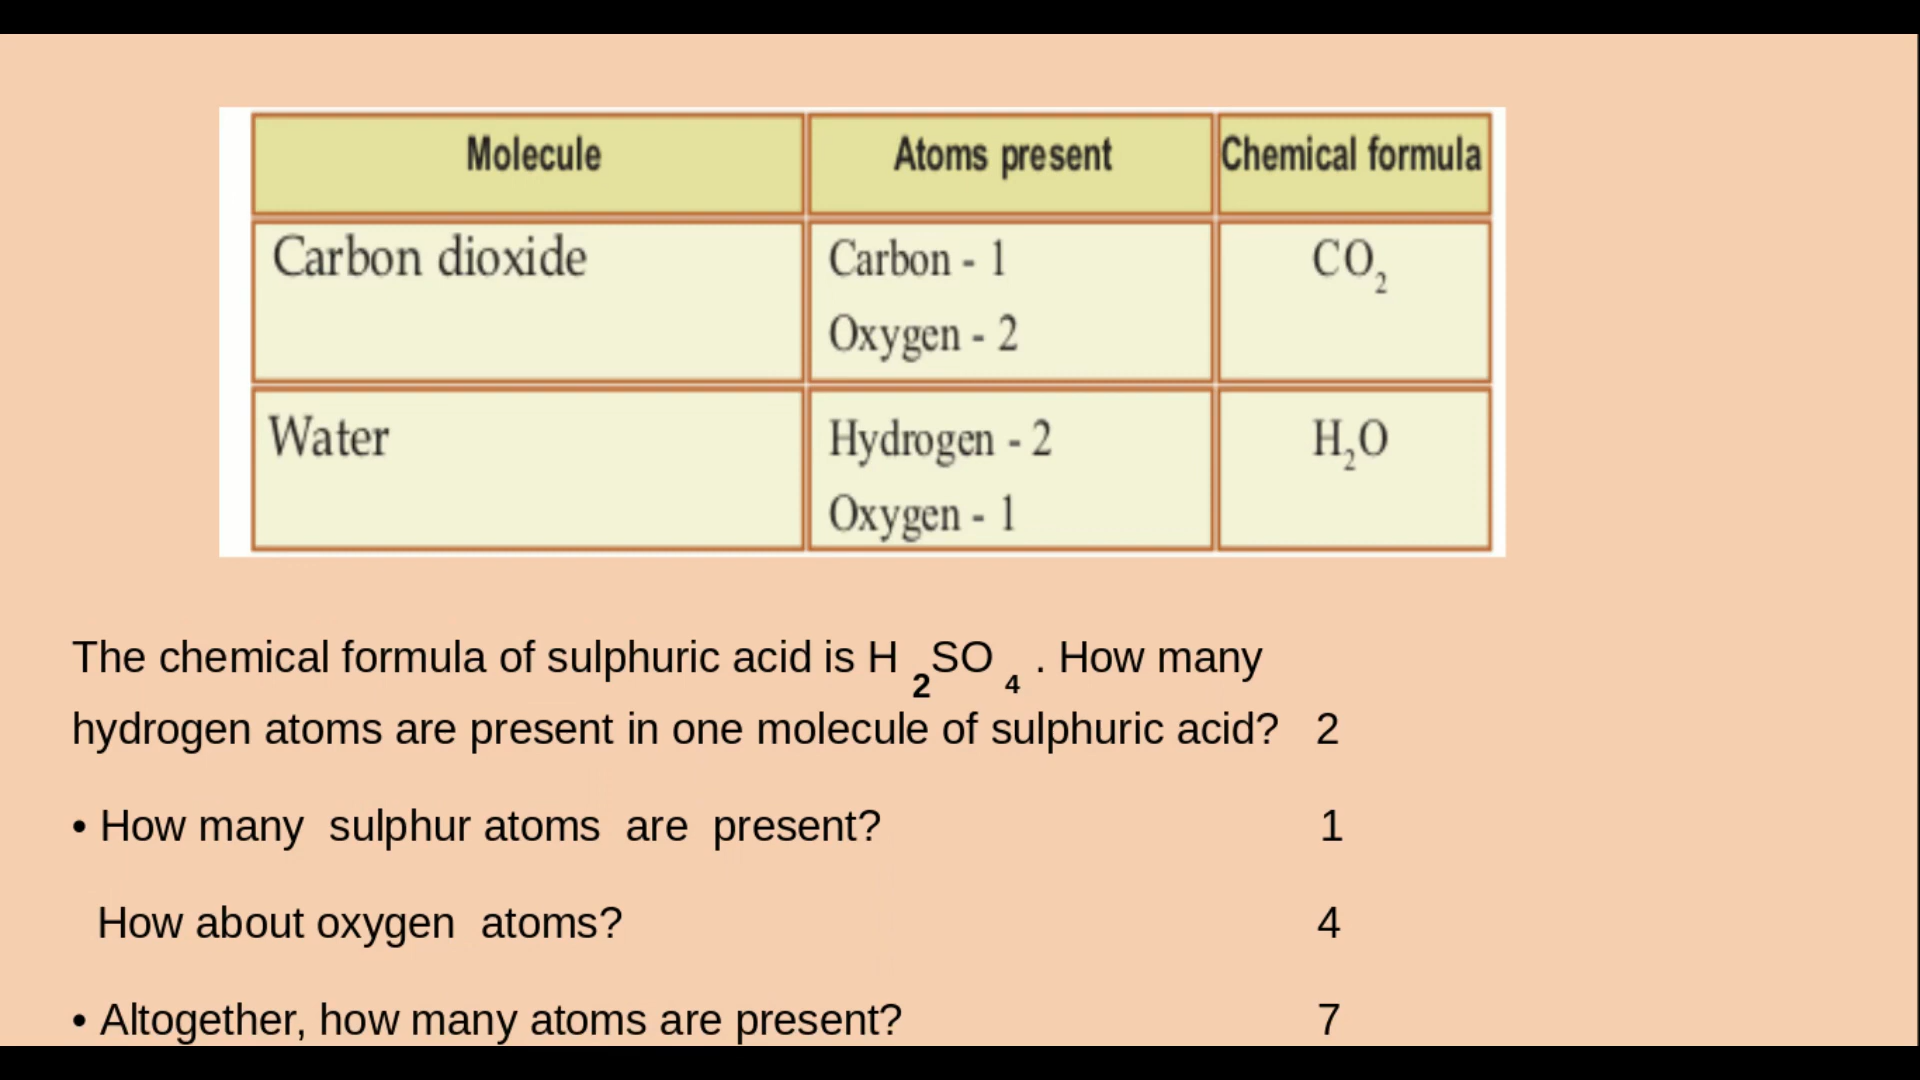 Molecule Atoms present Chemical formula
Carbon dioxide Carbon - 1 CO₂
Oxygen - 2
Water Hydrogen - 2 H₂O
Oxygen - 1
The chemical formula of sulphuric acid is H ₂SO ₄ . How many
hydrogen atoms are present in one molecule of sulphuric acid? 2
• How many sulphur atoms are present? 1
How about oxygen atoms? 4
• Altogether, how many atoms are present? 7